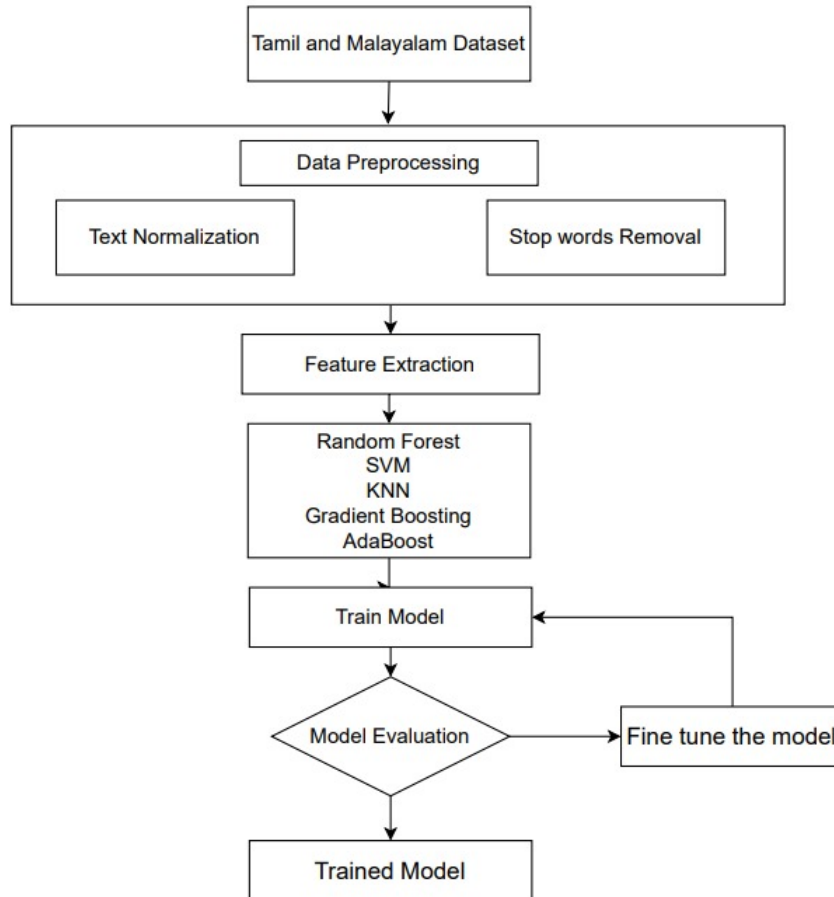 Tamil and Malayalam Dataset
Data Preprocessing
Text Normalization
Stop words Removal
Feature Extraction
Random Forest
SVM
KNN
Gradient Boosting
AdaBoost
Train Model
Model Evaluation
Fine tune the model
Trained Model